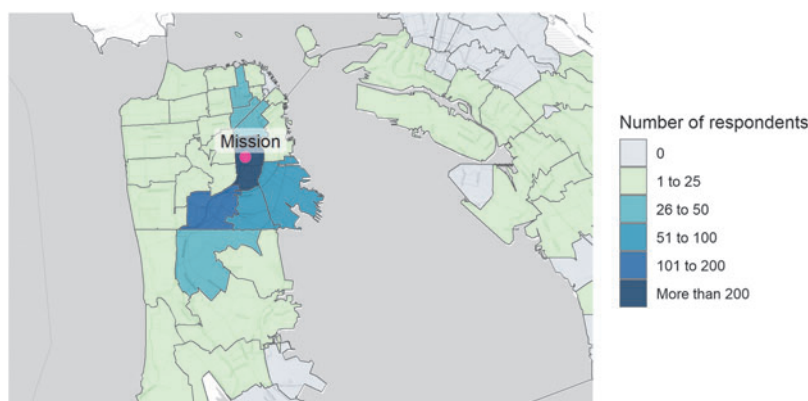 Mission
Number of respondents
0
1 to 25
26 to 50
51 to 100
101 to 200
More than 200